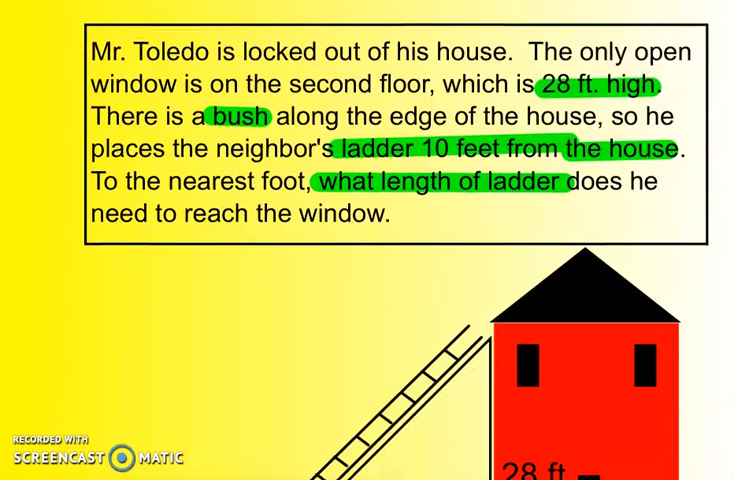 Mr. Toledo is locked out of his house. The only open
window is on the second floor, which is 28 ft. high.
There is a bush along the edge of the house, so he
places the neighbor's ladder 10 feet from the house.
To the nearest foot, what length of ladder does he
need to reach the window.
28 ft
RECORDED WITH
SCREENCAST MATIC